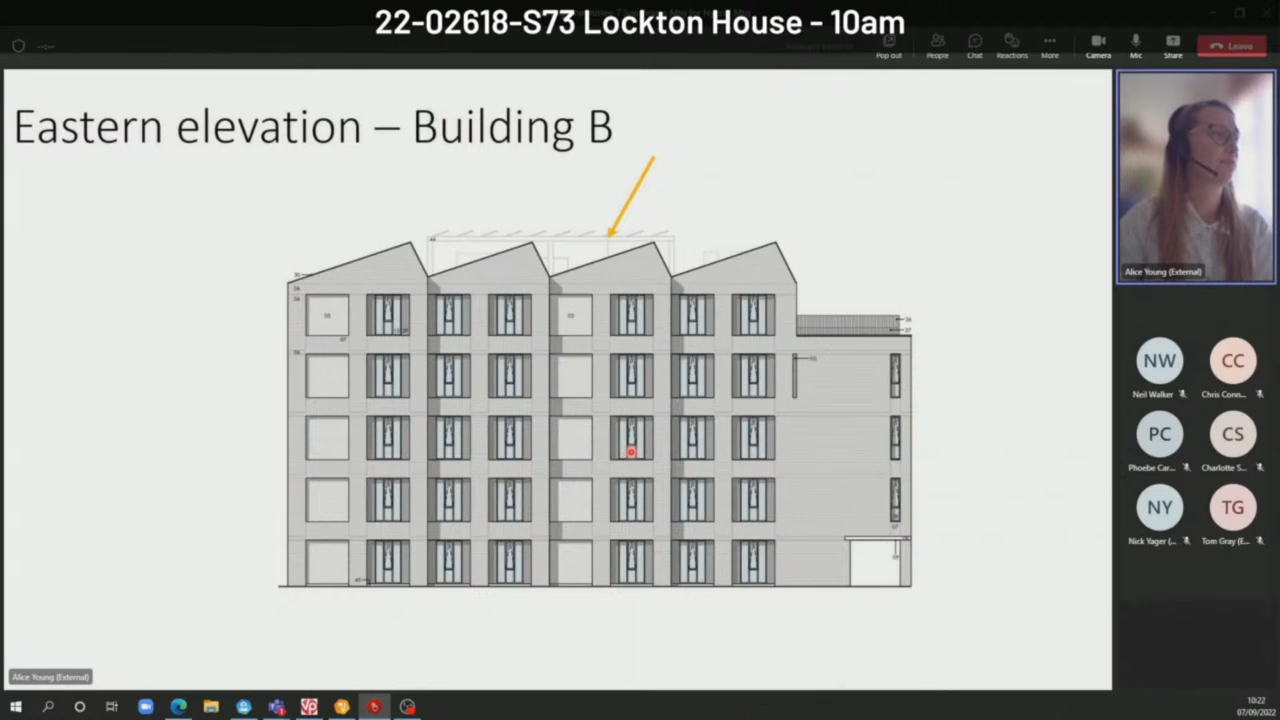 22-02618-S73 Lockton House - 10am
Pop out
People
Chat
Reactions
More
Camera
Mic
Share
Leave
Eastern elevation – Building B
Alice Young (External)
NW
CC
Neil Walker
Chris Conn...
PC
CS
Phoebe Car...
Charlotte S...
NY
TG
Nick Yager (...
Tom Gray (E...
Alice Young (External)
10:22
07/09/2022